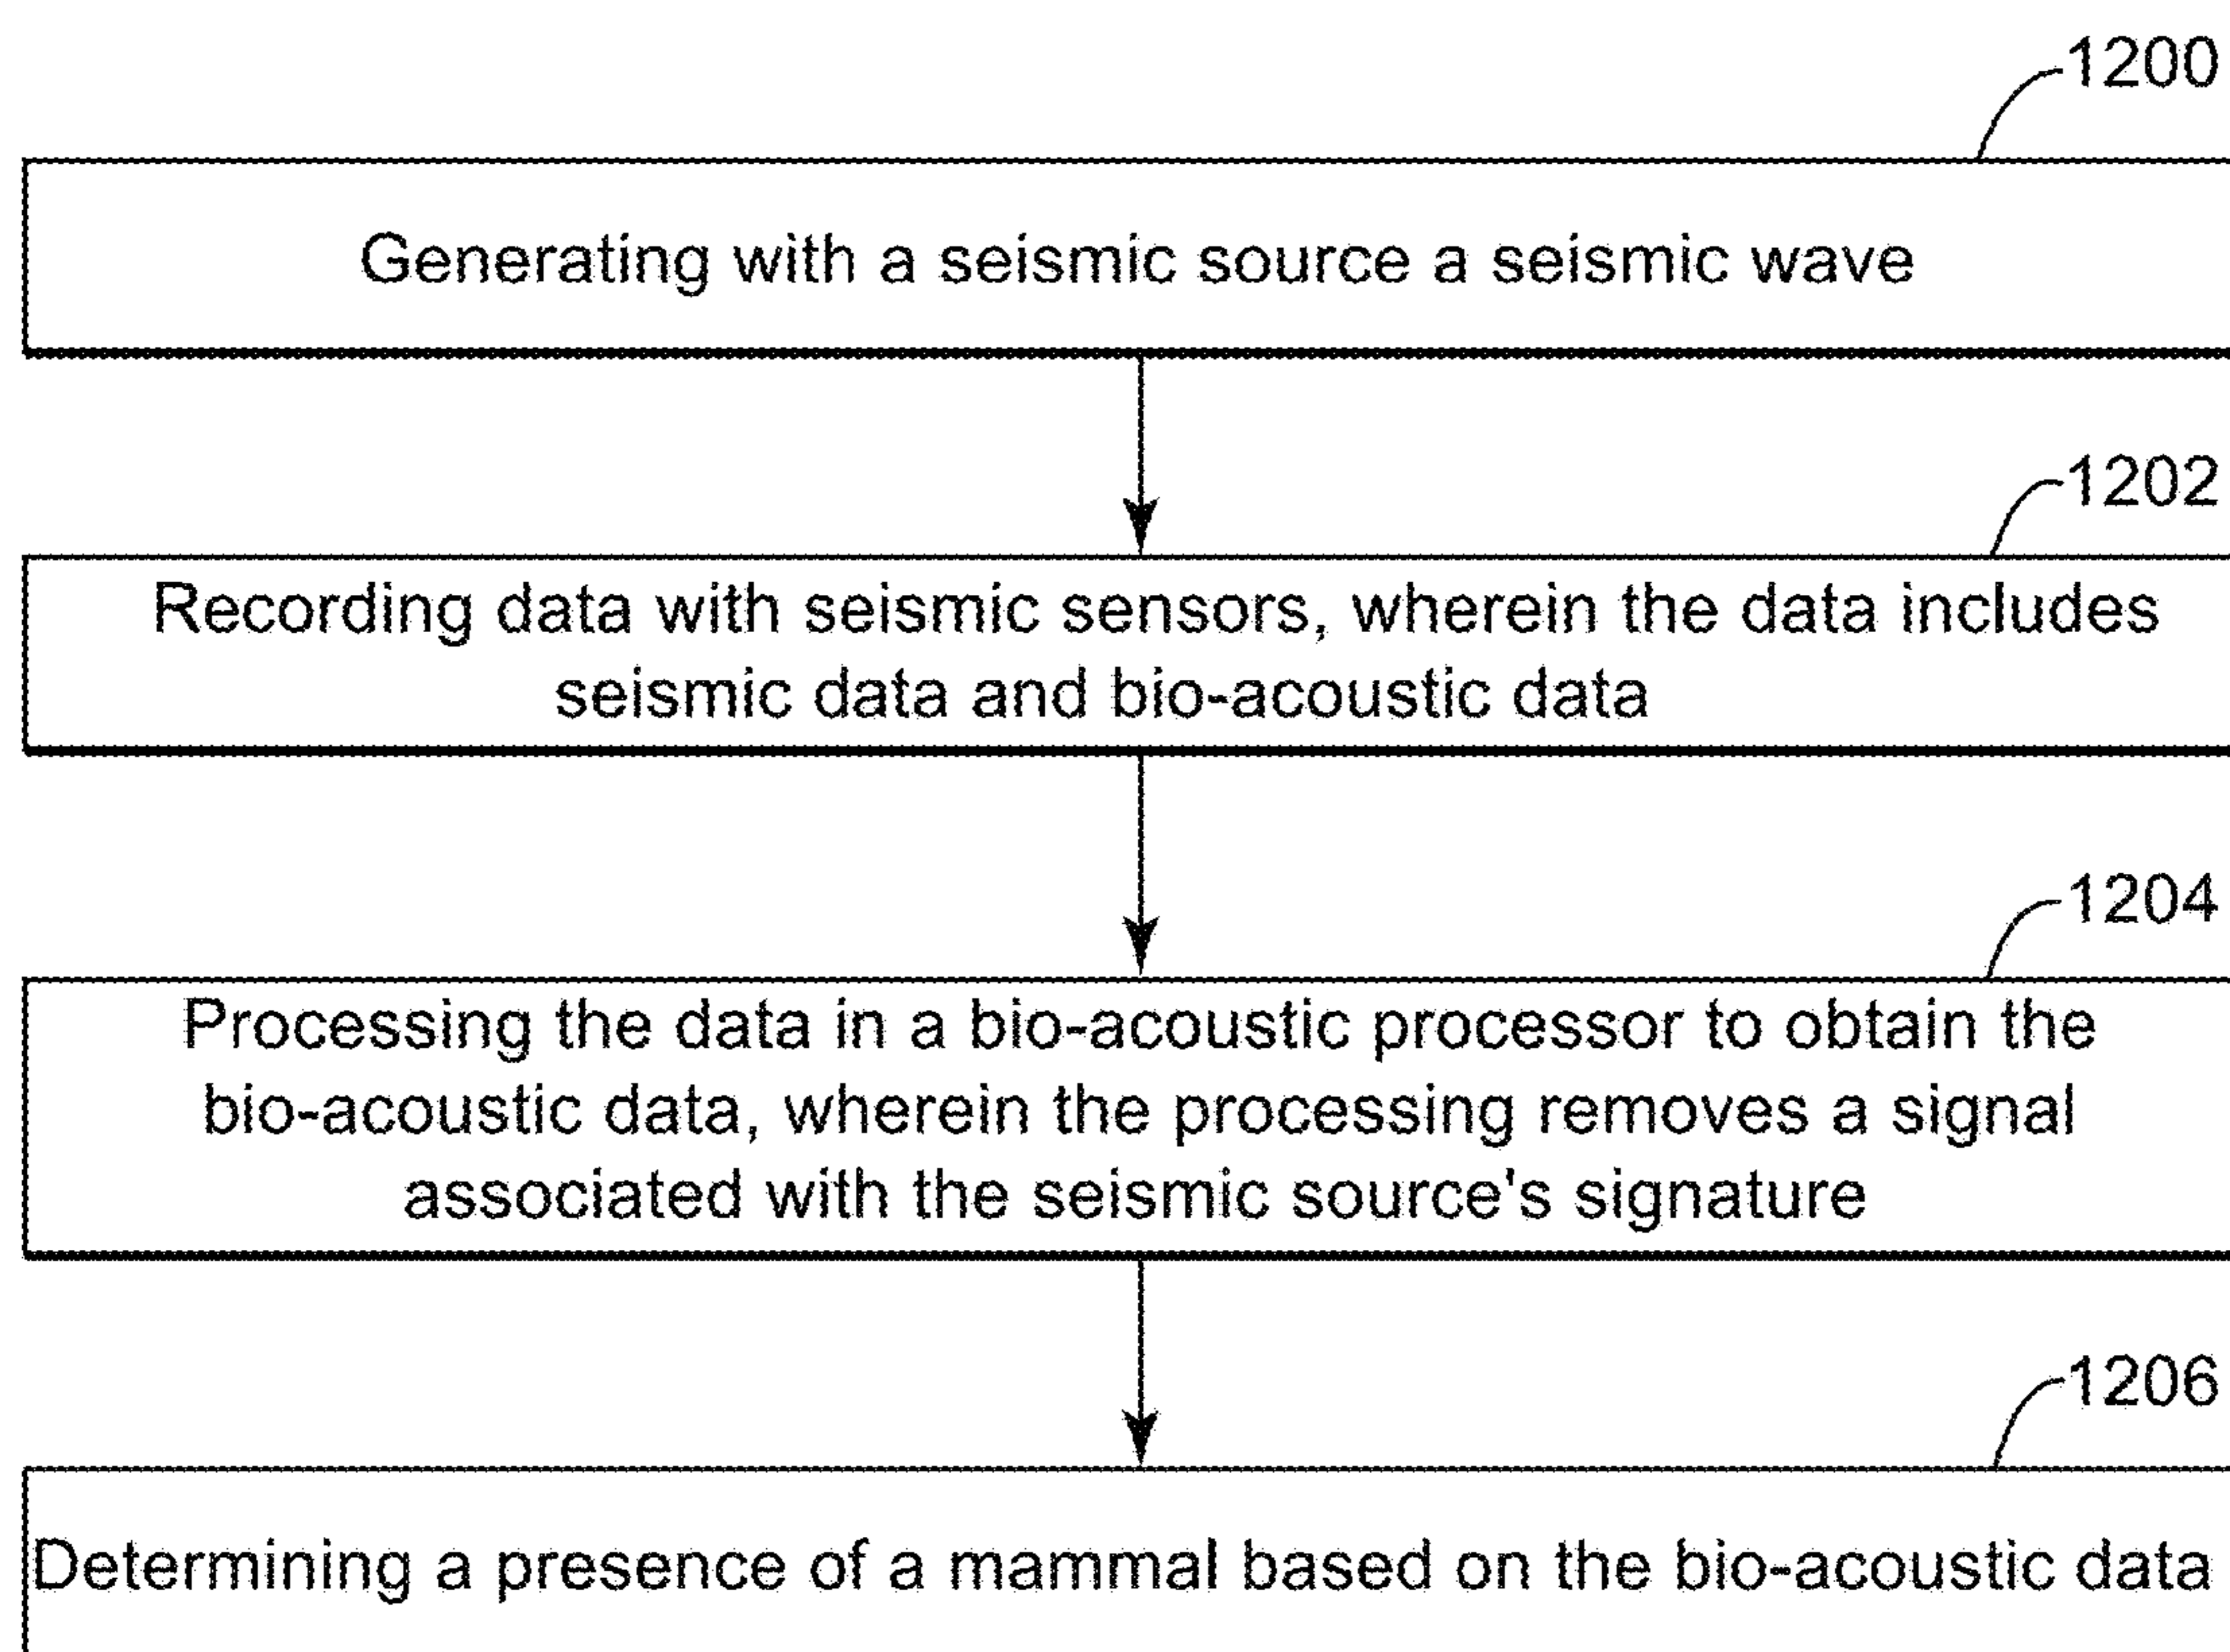 1200
Generating with a seismic source a seismic wave
1202
Recording data with seismic sensors, wherein the data includes
seismic data and bio-acoustic data
1204
Processing the data in a bio-acoustic processor to obtain the
bio-acoustic data, wherein the processing removes a signal
associated with the seismic source's signature
1206
Determining a presence of a mammal based on the bio-acoustic data